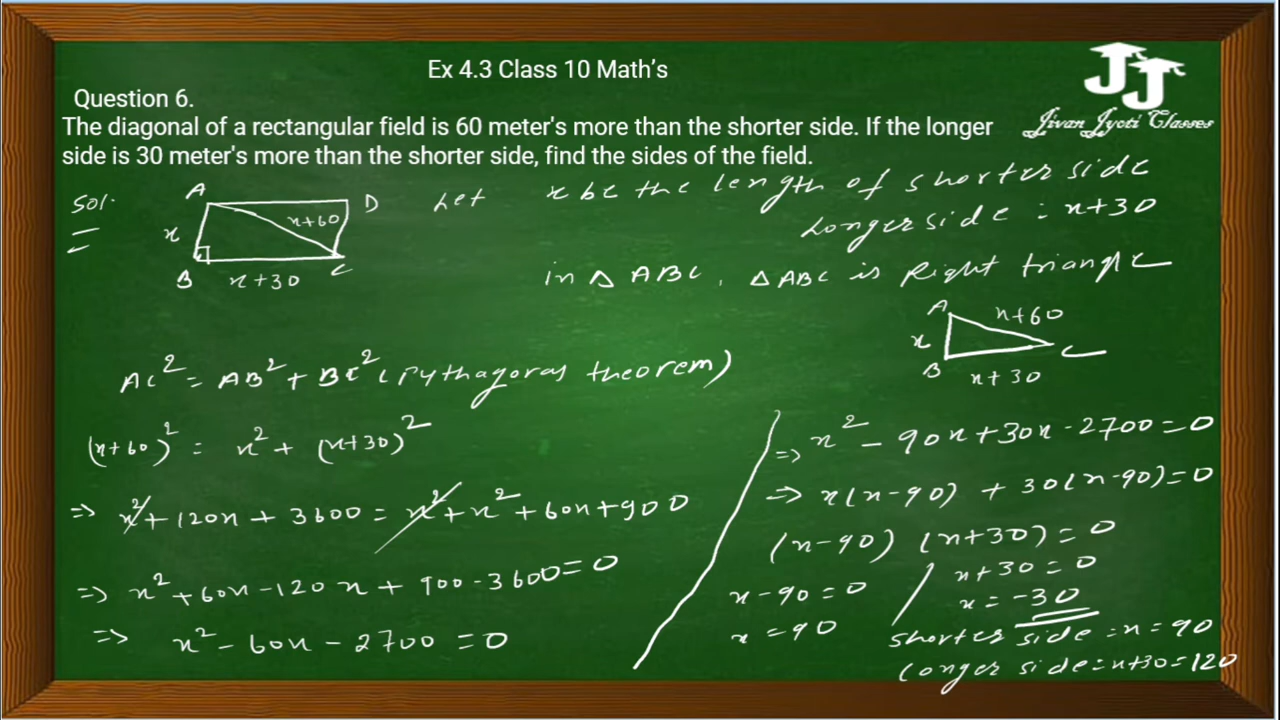 Ex 4.3 Class 10 Math’s
JJ
Jivan Jyoti Classes
Question 6.
The diagonal of a rectangular field is 60 meter's more than the shorter side. If the longer
side is 30 meter's more than the shorter side, find the sides of the field.
Sol.
A
D
x
x+60
B
x+30
C
Let x be the length of shorter side
Longer side = x+30
in △ ABC, △ ABC is Right triangle
A
x+60
x
B
x+30
C
AC² = AB² + BC² (Pythagoras theorem)
(x+60)² = x² + (x+30)²
=> x² + 120x + 3600 = x² + x² + 60x + 900
=> x² + 60x - 120x + 900 - 3600 = 0
=> x² - 60x - 2700 = 0
=> x² - 90x + 30x - 2700 = 0
=> x(x-90) + 30(x-90) = 0
(x-90) (x+30) = 0
x - 90 = 0
x = 90
x + 30 = 0
x = -30
shorter side = x = 90
Longer side = x+30 = 120